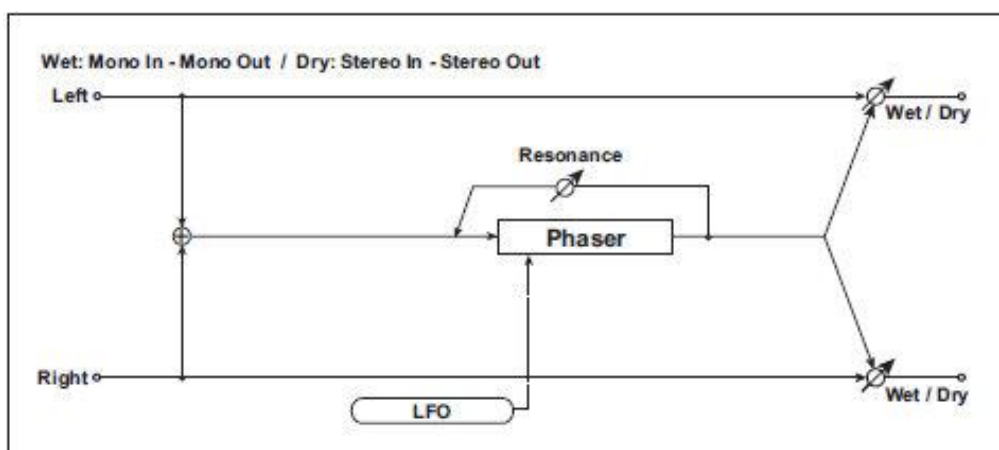 Wet: Mono In - Mono Out / Dry: Stereo In - Stereo Out
Left
Wet / Dry
Resonance
Phaser
Right
Wet / Dry
LFO